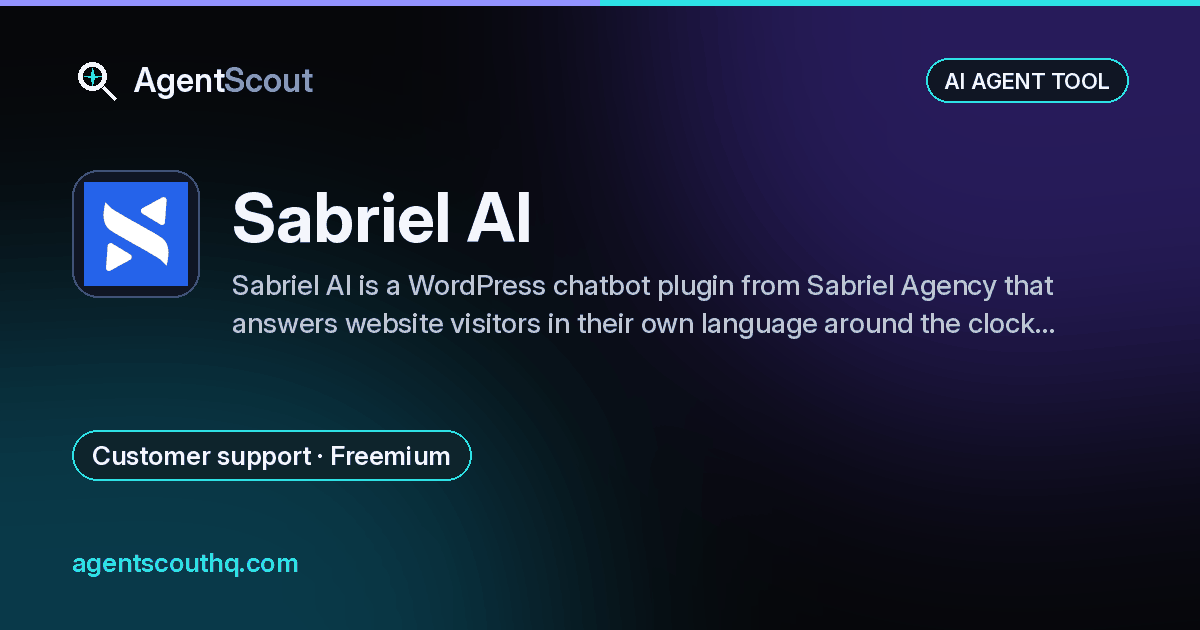 AgentScout
AI AGENT TOOL
Sabriel AI
Sabriel AI is a WordPress chatbot plugin from Sabriel Agency that
answers website visitors in their own language around the clock...
Customer support · Freemium
agentscouthq.com